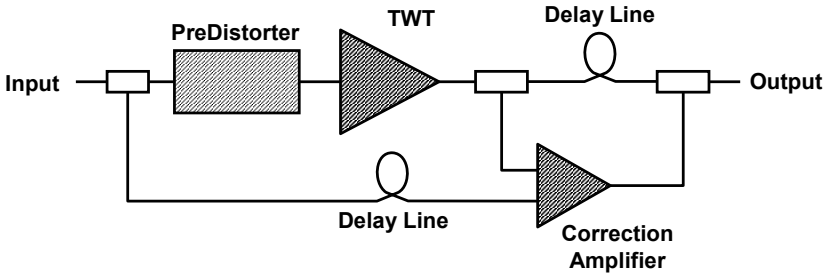 TWT
Delay Line
PreDistorter
Input
Output
Delay Line
Correction
Amplifier